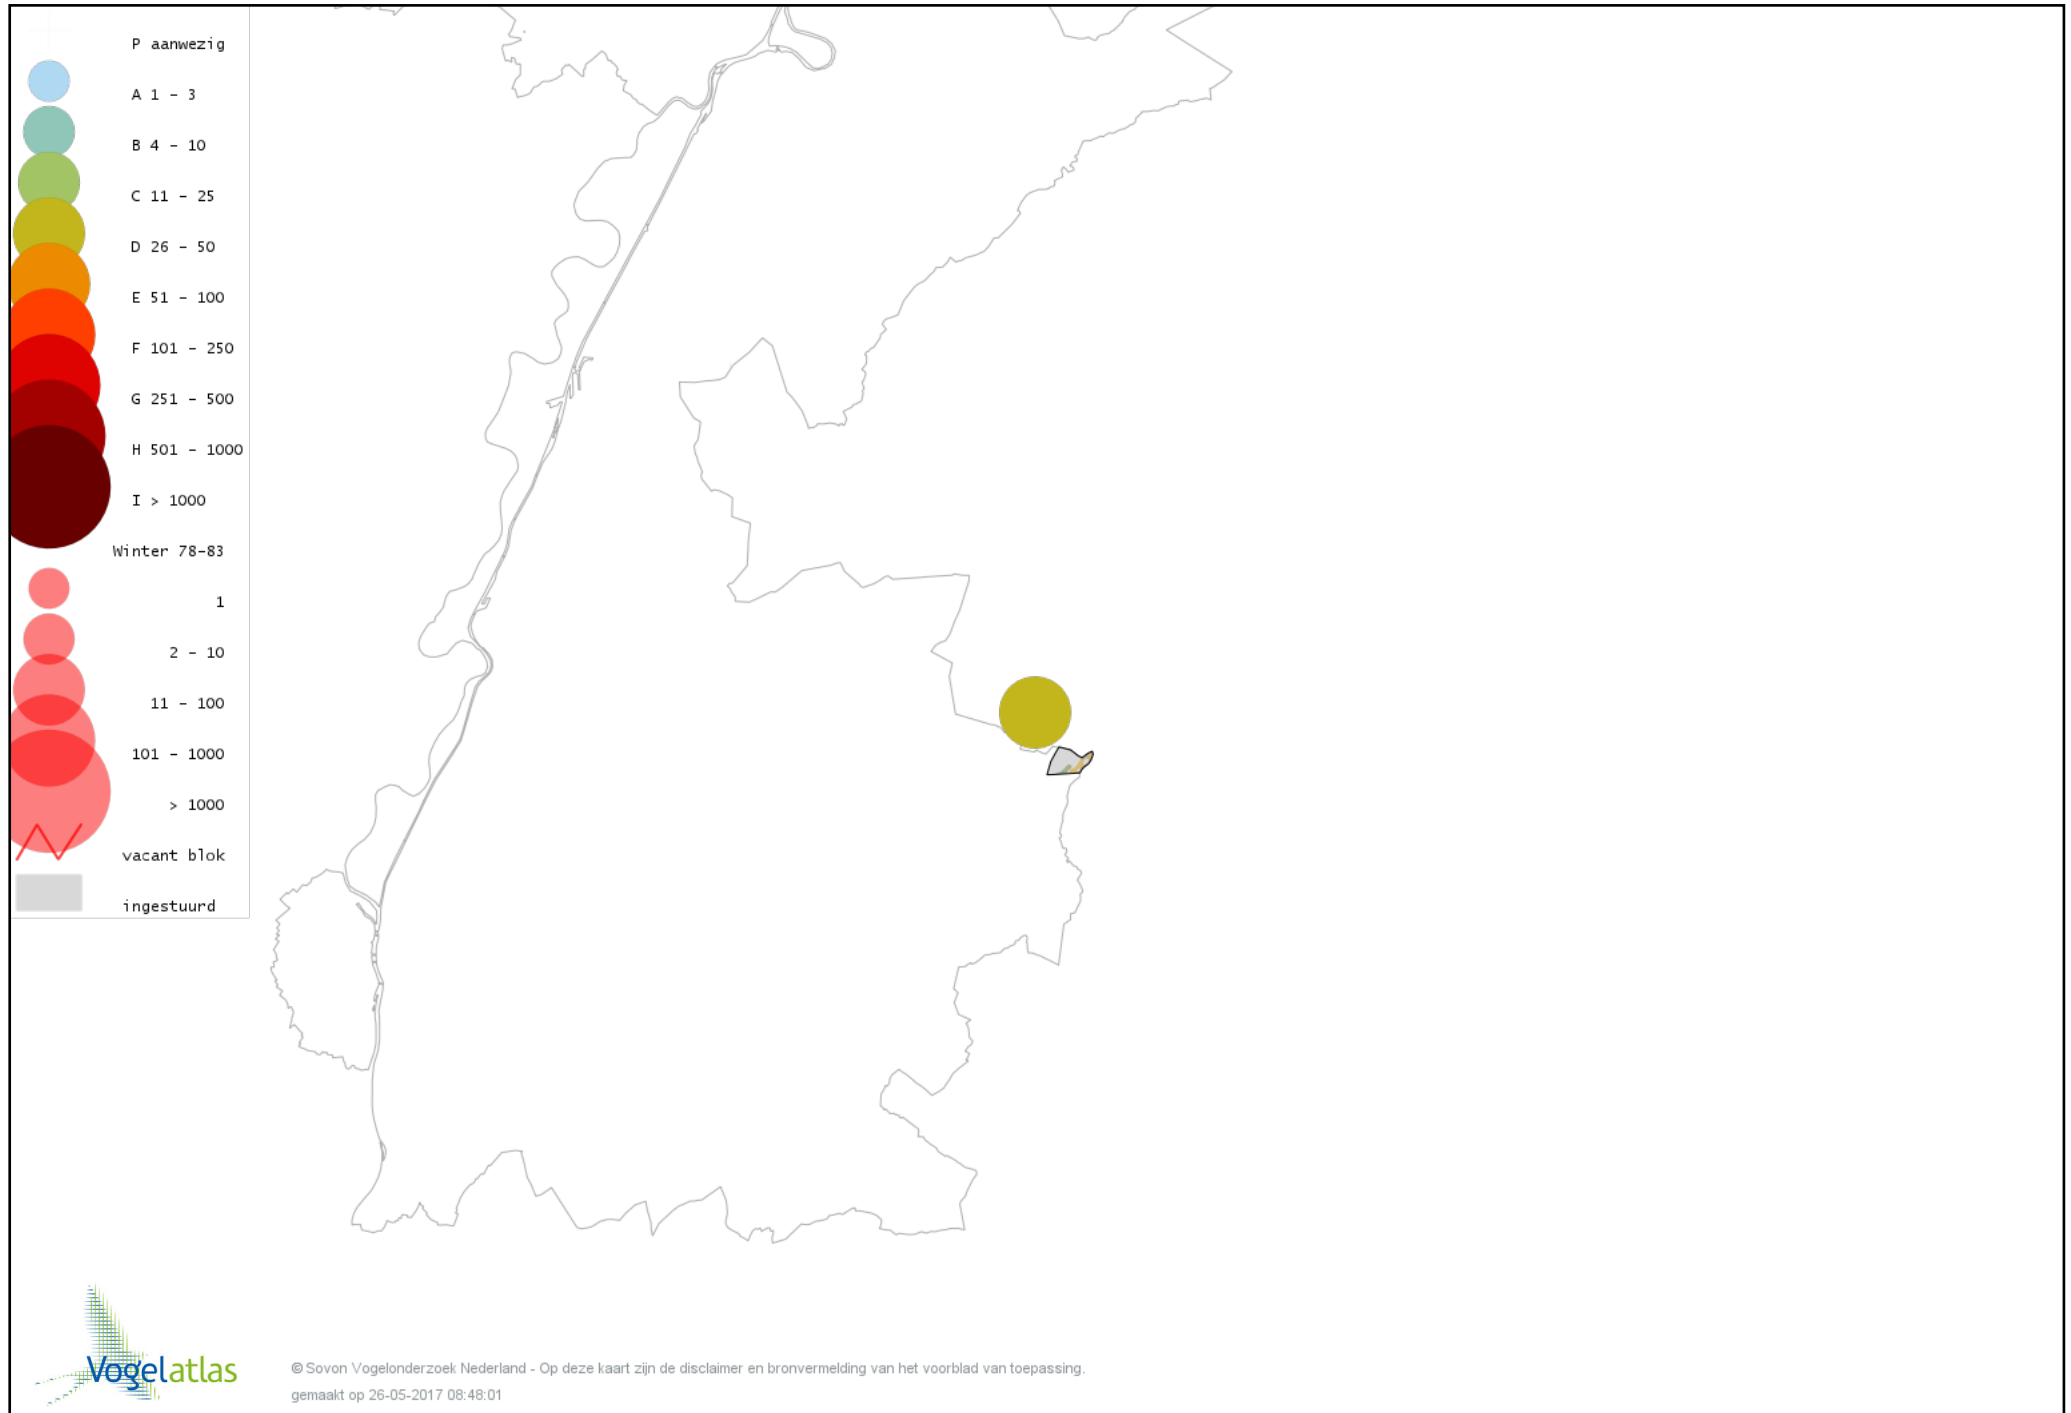 P aanwezig
A 1 - 3
B 4 - 10
C 11 - 25
D 26 - 50
E 51 - 100
F 101 - 250
G 251 - 500
H 501 - 1000
I > 1000
Winter 78-83
1
2 - 10
11 - 100
101 - 1000
> 1000
vacant blok
ingestuurd
Vogelatlas
© Sovon Vogelonderzoek Nederland - Op deze kaart zijn de disclaimer en bronvermelding van het voorblad van toepassing.
gemaakt op 26-05-2017 08:48:01